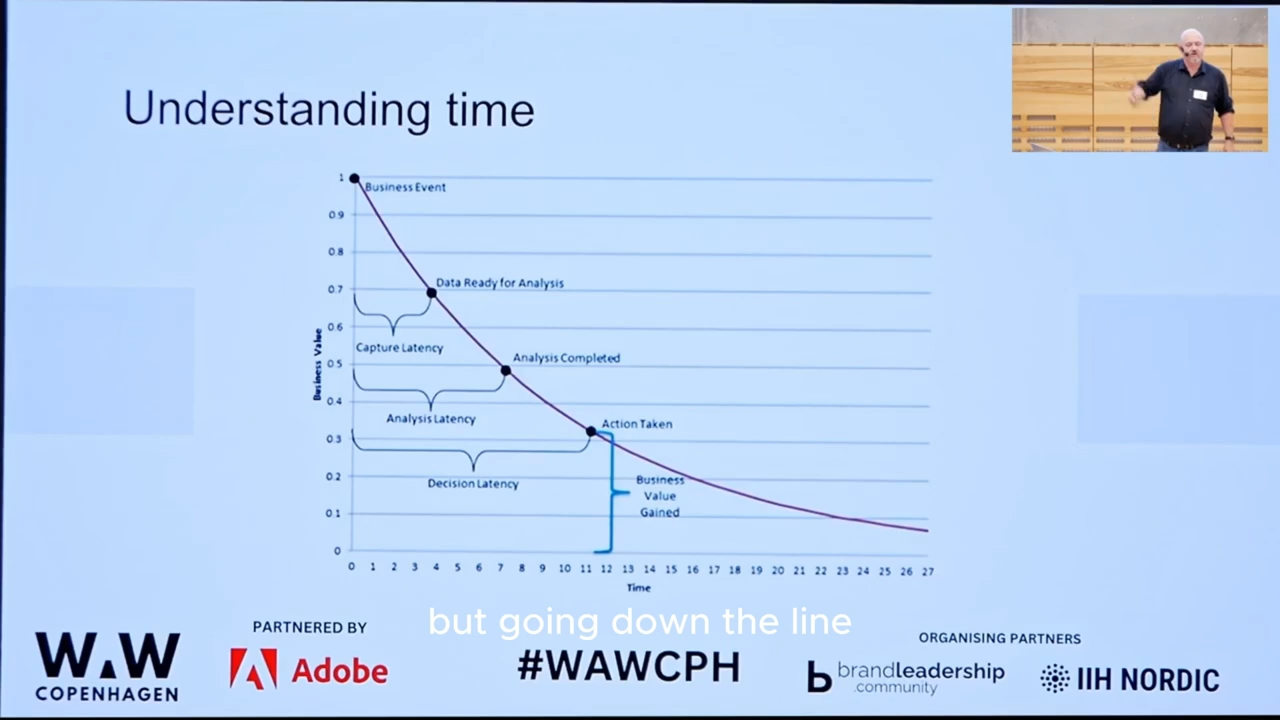 Understanding time
1
Business Event
0.9
0.8
Data Ready for Analysis
0.7
0.6
Capture Latency
Analysis Completed
0.5
0.4
Analysis Latency
Action Taken
0.3
Decision Latency
0.2
Business
Value
Gained
0.1
0
Business Value
0 1 2 3 4 5 6 7 8 9 10 11 12 13 14 15 16 17 18 19 20 21 22 23 24 25 26 27
Time
but going down the line
WAW
COPENHAGEN
PARTNERED BY
Adobe
#WAWCPH
ORGANISING PARTNERS
brandleadership
.community
IIH NORDIC